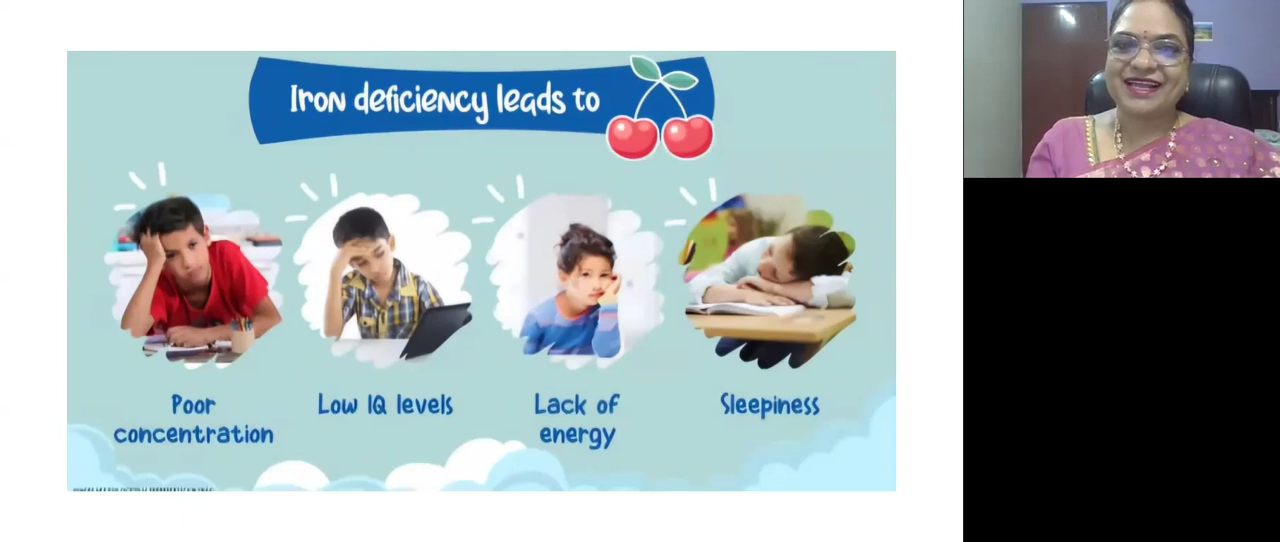 Iron deficiency leads to
Poor
concentration
Low IQ levels
Lack of
energy
Sleepiness